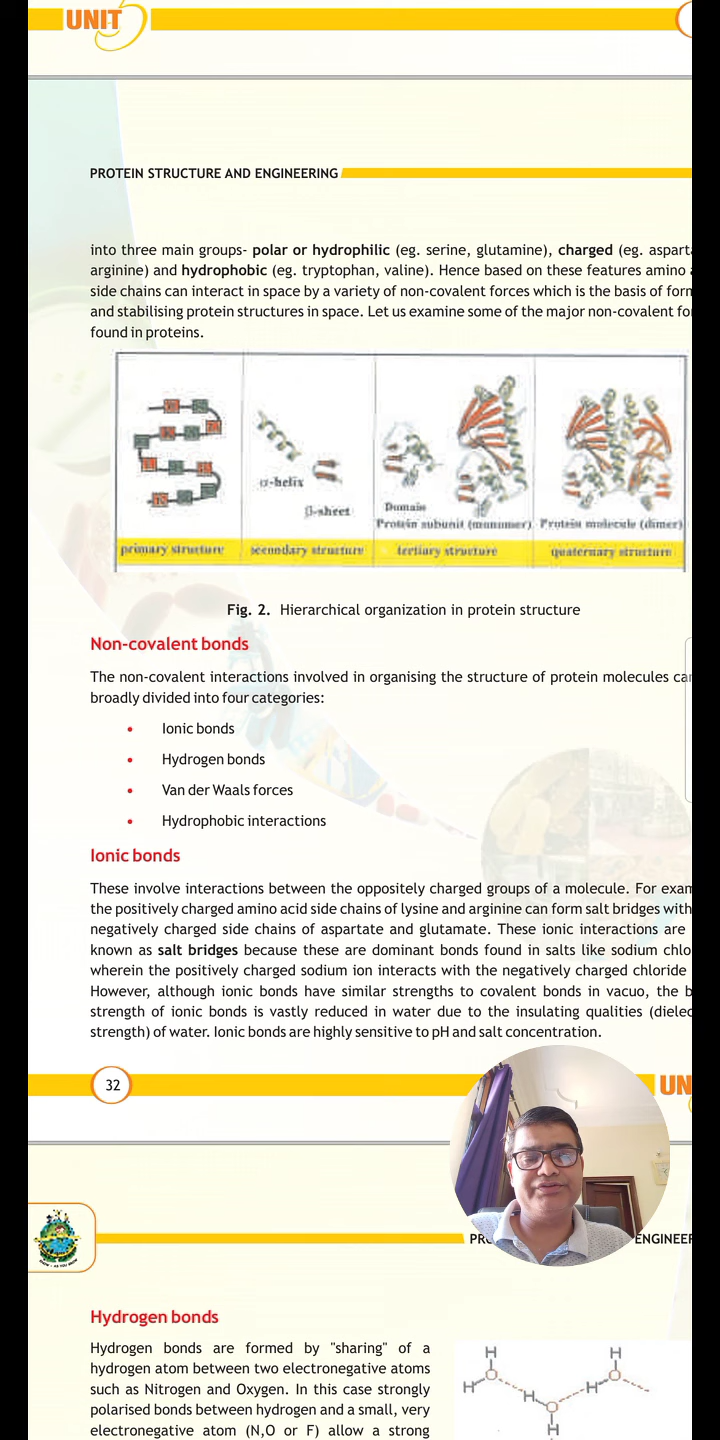 UNIT
5
PROTEIN STRUCTURE AND ENGINEERING
into three main groups- polar or hydrophilic (eg. serine, glutamine), charged (eg.
arginine) and hydrophobic (eg. tryptophan, valine). Hence based on these features amino
side chains can interact in space by a variety of non-covalent forces which is the basis of
and stabilising protein structures in space. Let us examine some of the major non-covalent
found in proteins.
α-helix
β-sheet
Domain
Protein subunit (monomer)
Protein molecule (dimer)
primary structure
secondary structure
tertiary structure
quaternary structure
Fig. 2. Hierarchical organization in protein structure
Non-covalent bonds
The non-covalent interactions involved in organising the structure of protein molecules can
broadly divided into four categories:
• Ionic bonds
• Hydrogen bonds
• Van der Waals forces
• Hydrophobic interactions
Ionic bonds
These involve interactions between the oppositely charged groups of a molecule. For
the positively charged amino acid side chains of lysine and arginine can form salt bridges with
negatively charged side chains of aspartate and glutamate. These ionic interactions are
known as salt bridges because these are dominant bonds found in salts like sodium
wherein the positively charged sodium ion interacts with the negatively charged chloride
However, although ionic bonds have similar strengths to covalent bonds in vacuo, the
strength of ionic bonds is vastly reduced in water due to the insulating qualities
strength) of water. Ionic bonds are highly sensitive to pH and salt concentration.
32
UN
ENGINEER
Hydrogen bonds
Hydrogen bonds are formed by "sharing" of a
hydrogen atom between two electronegative atoms
such as Nitrogen and Oxygen. In this case strongly
polarised bonds between hydrogen and a small, very
electronegative atom (N,O or F) allow a strong
H H
O O
H H H
O
H